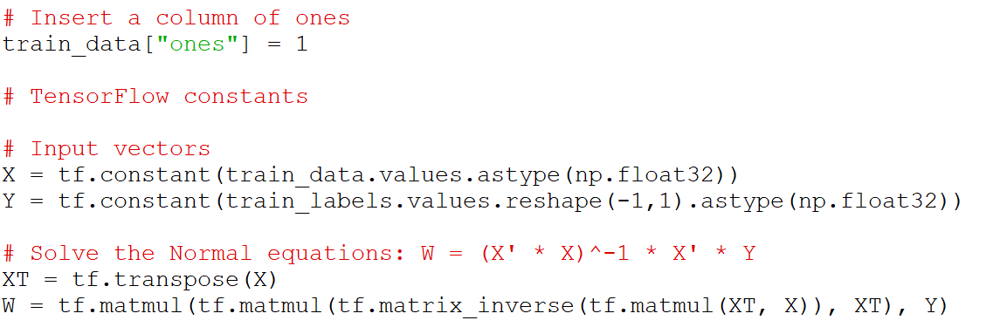 # Insert a column of ones
train_data["ones"] = 1
# TensorFlow constants
# Input vectors
X = tf.constant(train_data.values.astype(np.float32))
Y = tf.constant(train_labels.values.reshape(-1,1).astype(np.float32))
# Solve the Normal equations: W = (X' * X)^-1 * X' * Y
XT = tf.transpose(X)
W = tf.matmul(tf.matmul(tf.matrix_inverse(tf.matmul(XT, X)), XT), Y)